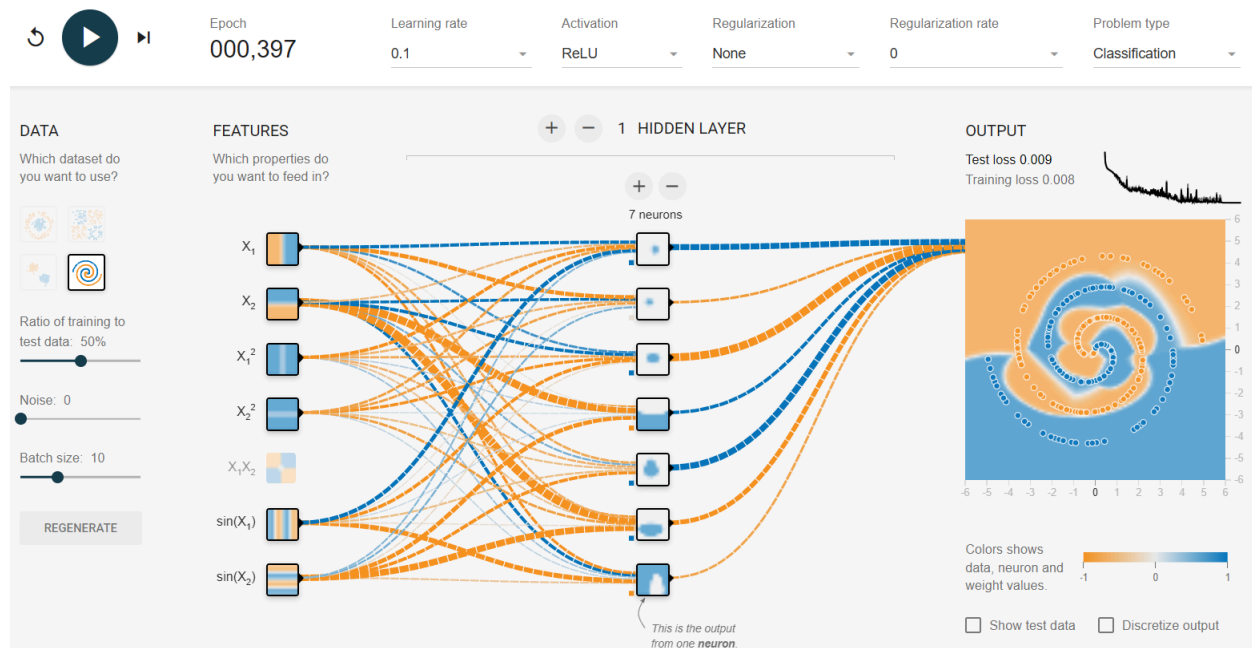 Epoch
000,397
Learning rate
0.1
Activation
ReLU
Regularization
None
Regularization rate
0
Problem type
Classification
DATA
Which dataset do
you want to use?
Ratio of training to
test data: 50%
Noise: 0
Batch size: 10
REGENERATE
FEATURES
Which properties do
you want to feed in?
X₁
X₂
X₁²
X₂²
X₁X₂
sin(X₁)
sin(X₂)
+ − 1 HIDDEN LAYER
+ −
7 neurons
This is the output
from one neuron.
OUTPUT
Test loss 0.009
Training loss 0.008
6
5
4
3
2
1
0
-1
-2
-3
-4
-5
-6
-6 -5 -4 -3 -2 -1 0 1 2 3 4 5 6
Colors shows
data, neuron and
weight values.
-1 0 1
Show test data
Discretize output